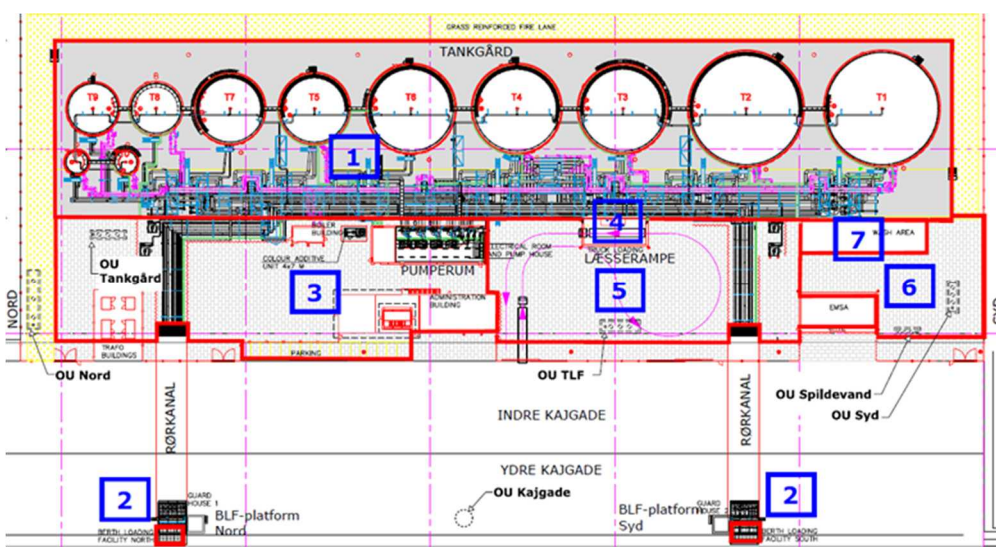 GRASS REINFORCED FIRE LANE
TANKGÅRD
T9
T7
T5
T6
T4
T3
T2
T1
1
BOILER
BUILDING
4
7
WASH AREA
OU
Tankgård
COLOUR ADDITIVE
UNIT 4x7 M
PUMPERUM
ELECTRICAL ROOM
AND PUMP HOUSE
TRUCK LOADING
LÆSSERAMPE
3
5
6
ADMINISTRATION
BUILDING
EMSA
NORD
SYD
TRAFO
BUILDINGS
PARKING
OU Nord
OU TLF
OU Spildevand
OU Syd
RØRKANAL
RØRKANAL
INDRE KAJGADE
YDRE KAJGADE
2
2
OU Kajgade
GUARD
HOUSE 1
BLF-platform
Nord
BLF-platform
Syd
GUARD
BERTH LOADING
FACILITY NORTH
BERTH LOADING
FACILITY SOUTH